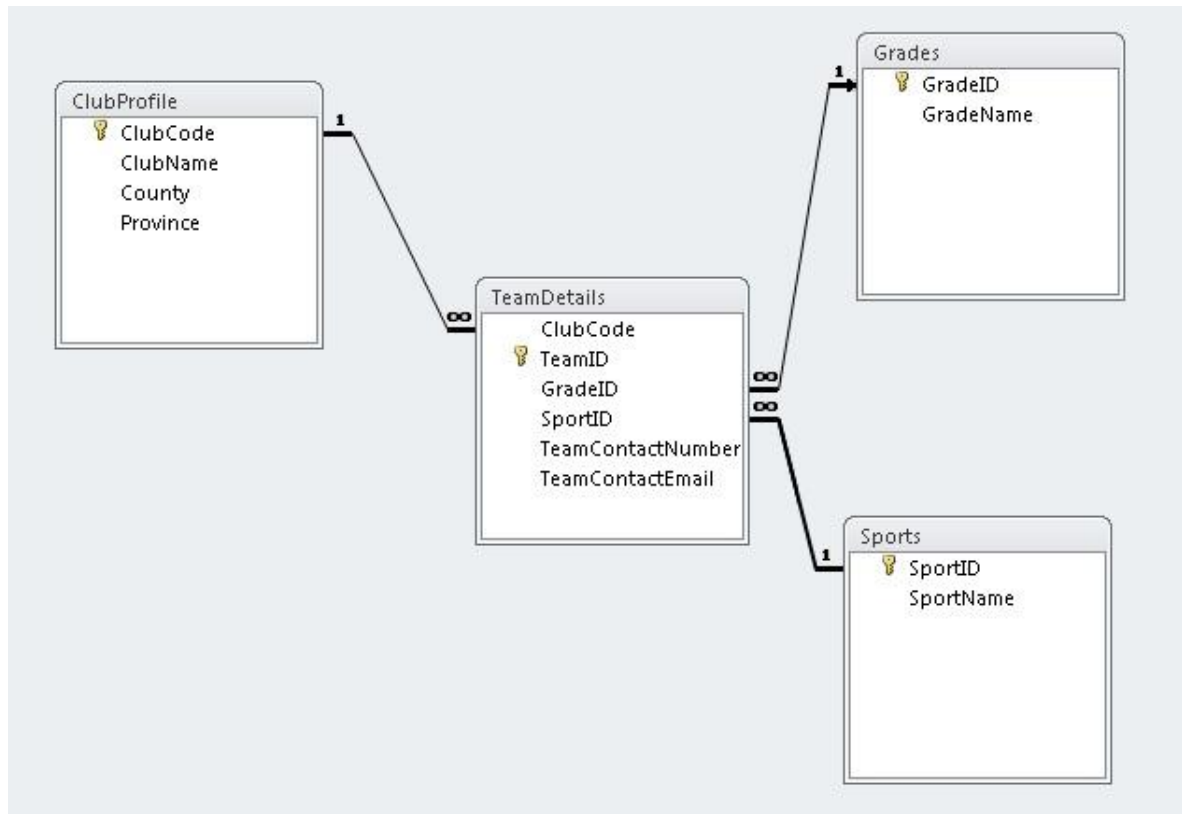 ClubProfile
ClubCode
ClubName
County
Province
1
∞
TeamDetails
ClubCode
TeamID
GradeID
SportID
TeamContactNumber
TeamContactEmail
1
∞
Grades
GradeID
GradeName
∞
1
Sports
SportID
SportName